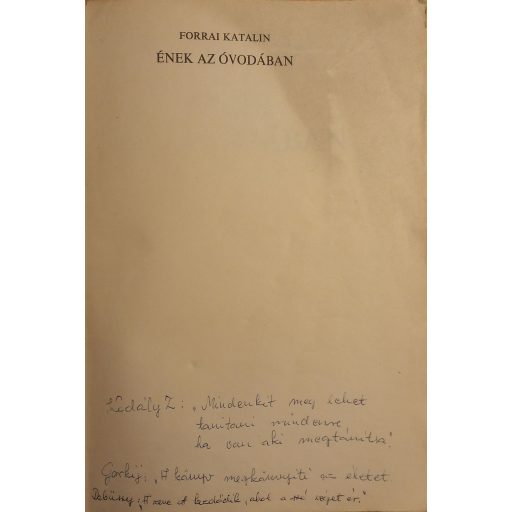 FORRAI KATALIN
ÉNEK AZ ÓVODÁBAN
Kodály Z: „Mindenkit meg lehet
tanítani mindenre
ha van aki megtanítsa."
Gorkij: „A könyv megkönnyíti az életet.
Debussy: „A zene ott kezdődik, ahol a szó véget ér."